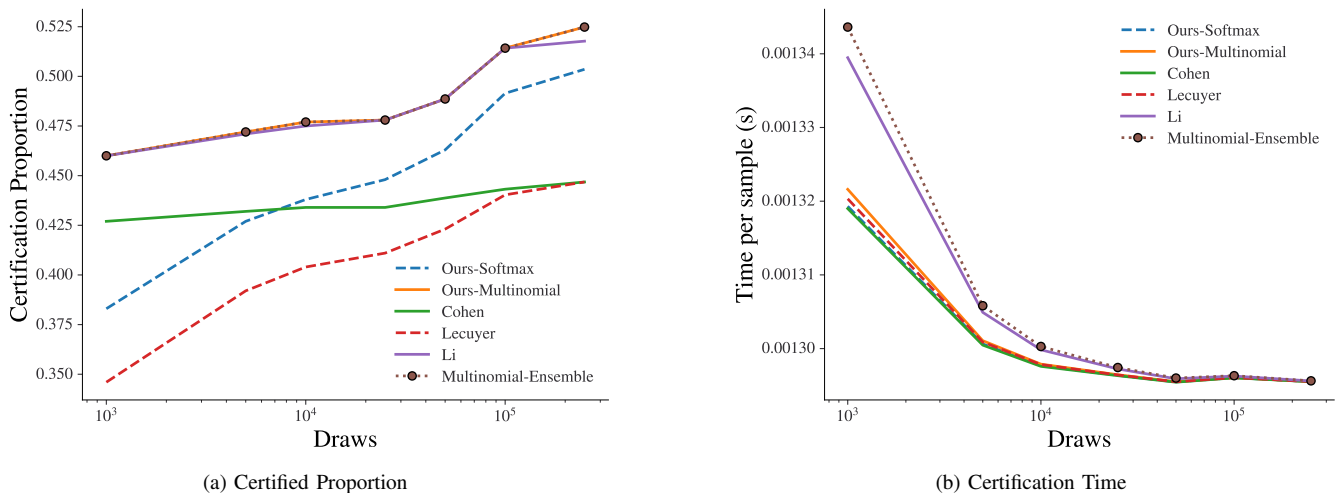 0.525
0.500
0.475
0.450
0.425
0.400
0.375
0.350
Certification Proportion
10³
10⁴
10⁵
Draws
Ours-Softmax
Ours-Multinomial
Cohen
Lecuyer
Li
Multinomial-Ensemble
(a) Certified Proportion
0.00134
0.00133
0.00132
0.00131
0.00130
Time per sample (s)
10³
10⁴
10⁵
Draws
Ours-Softmax
Ours-Multinomial
Cohen
Lecuyer
Li
Multinomial-Ensemble
(b) Certification Time